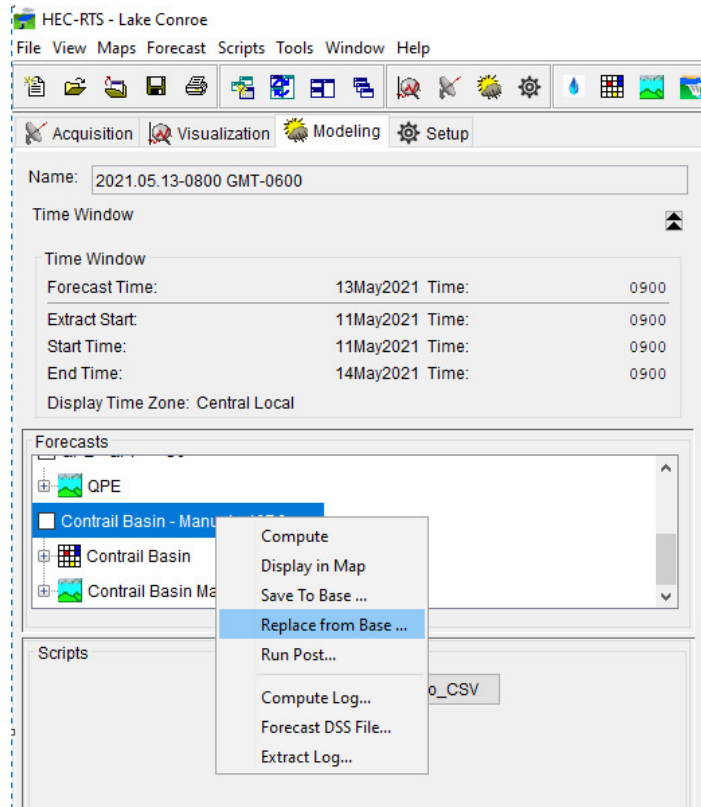 HEC-RTS - Lake Conroe
File View Maps Forecast Scripts Tools Window Help
Acquisition Visualization Modeling Setup
Name: 2021.05.13-0800 GMT-0600
Time Window
Time Window
Forecast Time: 13May2021 Time: 0900
Extract Start: 11May2021 Time: 0900
Start Time: 11May2021 Time: 0900
End Time: 14May2021 Time: 0900
Display Time Zone: Central Local
Forecasts
QPE
Contrail Basin - Manu
Contrail Basin
Contrail Basin Ma
Compute
Display in Map
Save To Base ...
Replace from Base ...
Run Post...
Compute Log...
Forecast DSS File...
Extract Log...
Scripts
o_CSV